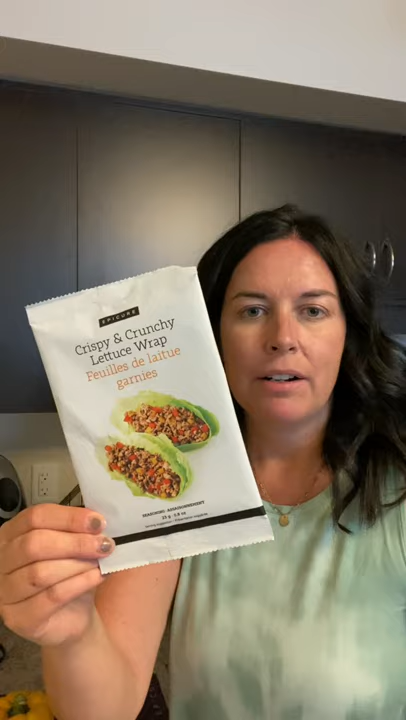 EPICURE
Crispy & Crunchy
Lettuce Wrap
Feuilles de laitue
garnies
SEASONING · ASSAISONNEMENT